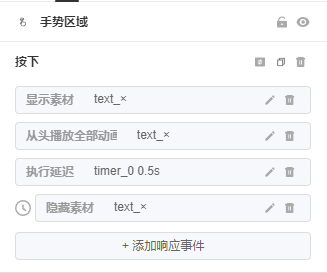 手势区域
按下
显示素材 text_×
从头播放全部动画 text_×
执行延迟 timer_0 0.5s
隐藏素材 text_×
+ 添加响应事件